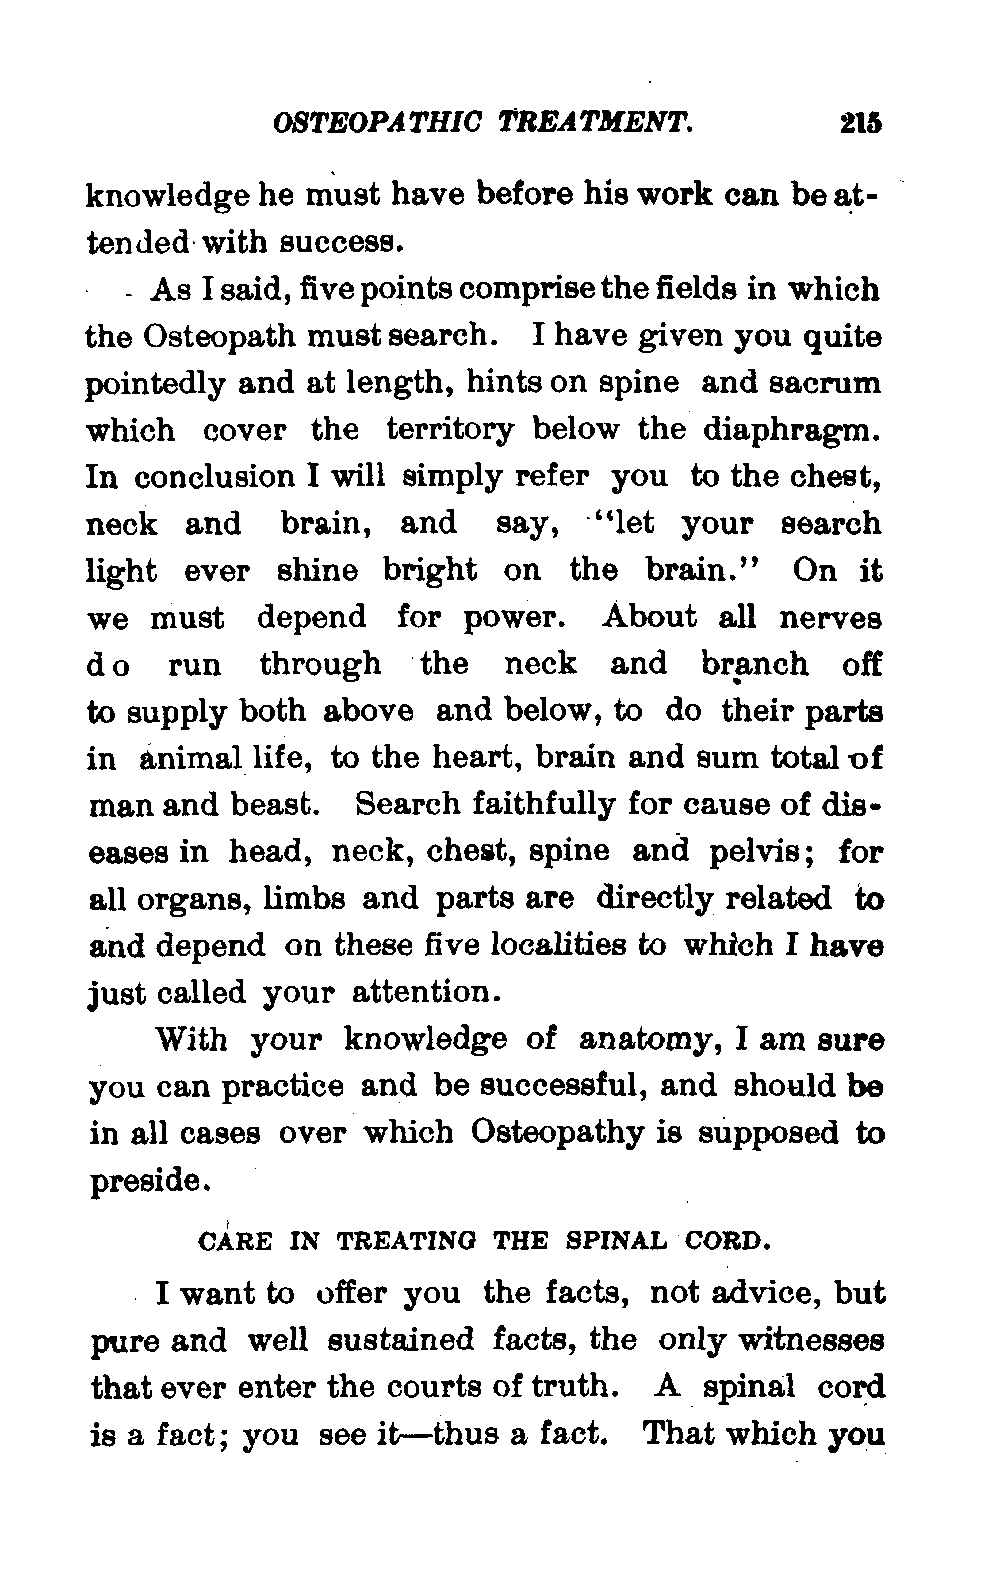 OSTEOPATHIC TREATMENT. 215
knowledge he must have before his work can be at-
tended with success.
As I said, five points comprise the fields in which
the Osteopath must search. I have given you quite
pointedly and at length, hints on spine and sacrum
which cover the territory below the diaphragm.
In conclusion I will simply refer you to the chest,
neck and brain, and say, "let your search
light ever shine bright on the brain." On it
we must depend for power. About all nerves
do run through the neck and branch off
to supply both above and below, to do their parts
in animal life, to the heart, brain and sum total of
man and beast. Search faithfully for cause of dis-
eases in head, neck, chest, spine and pelvis; for
all organs, limbs and parts are directly related to
and depend on these five localities to which I have
just called your attention.
With your knowledge of anatomy, I am sure
you can practice and be successful, and should be
in all cases over which Osteopathy is supposed to
preside.
CARE IN TREATING THE SPINAL CORD.
I want to offer you the facts, not advice, but
pure and well sustained facts, the only witnesses
that ever enter the courts of truth. A spinal cord
is a fact; you see it—thus a fact. That which you